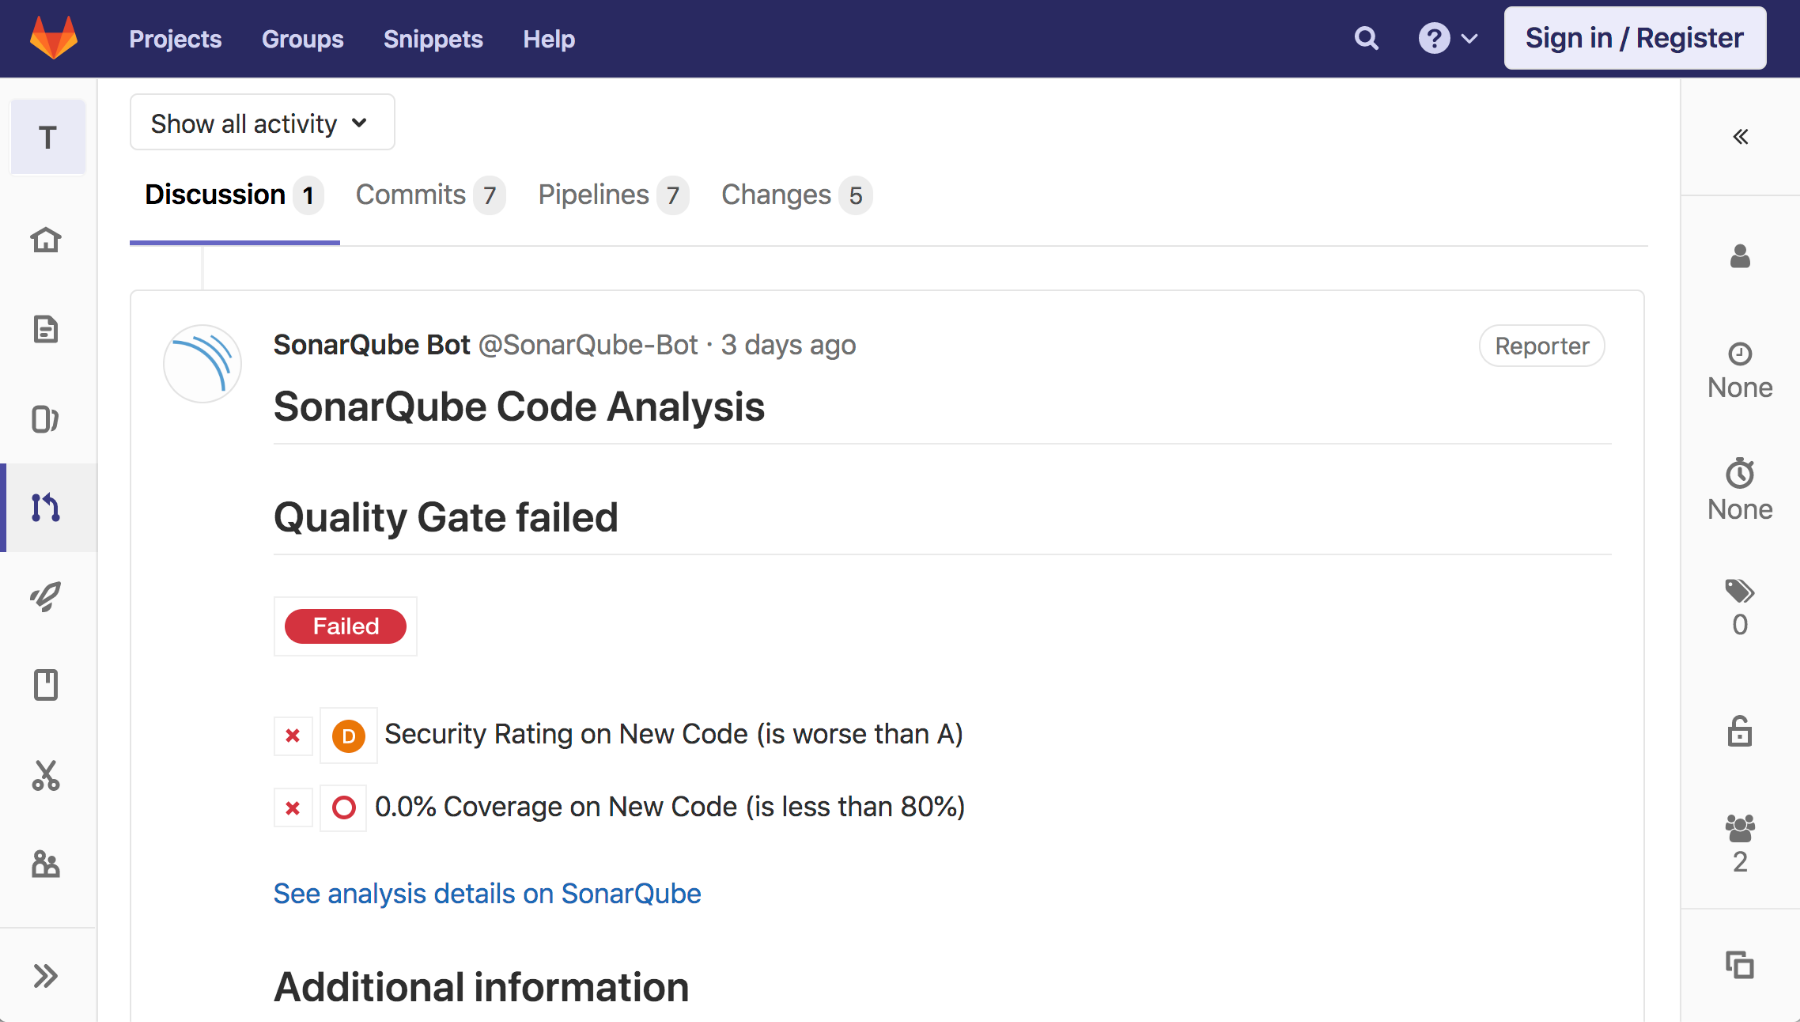 Projects Groups Snippets Help ? Sign in / Register
T
Show all activity
Discussion 1 Commits 7 Pipelines 7 Changes 5
SonarQube Bot @SonarQube-Bot · 3 days ago Reporter
SonarQube Code Analysis
Quality Gate failed
Failed
D Security Rating on New Code (is worse than A)
0.0% Coverage on New Code (is less than 80%)
See analysis details on SonarQube
Additional information
None
None
0
2